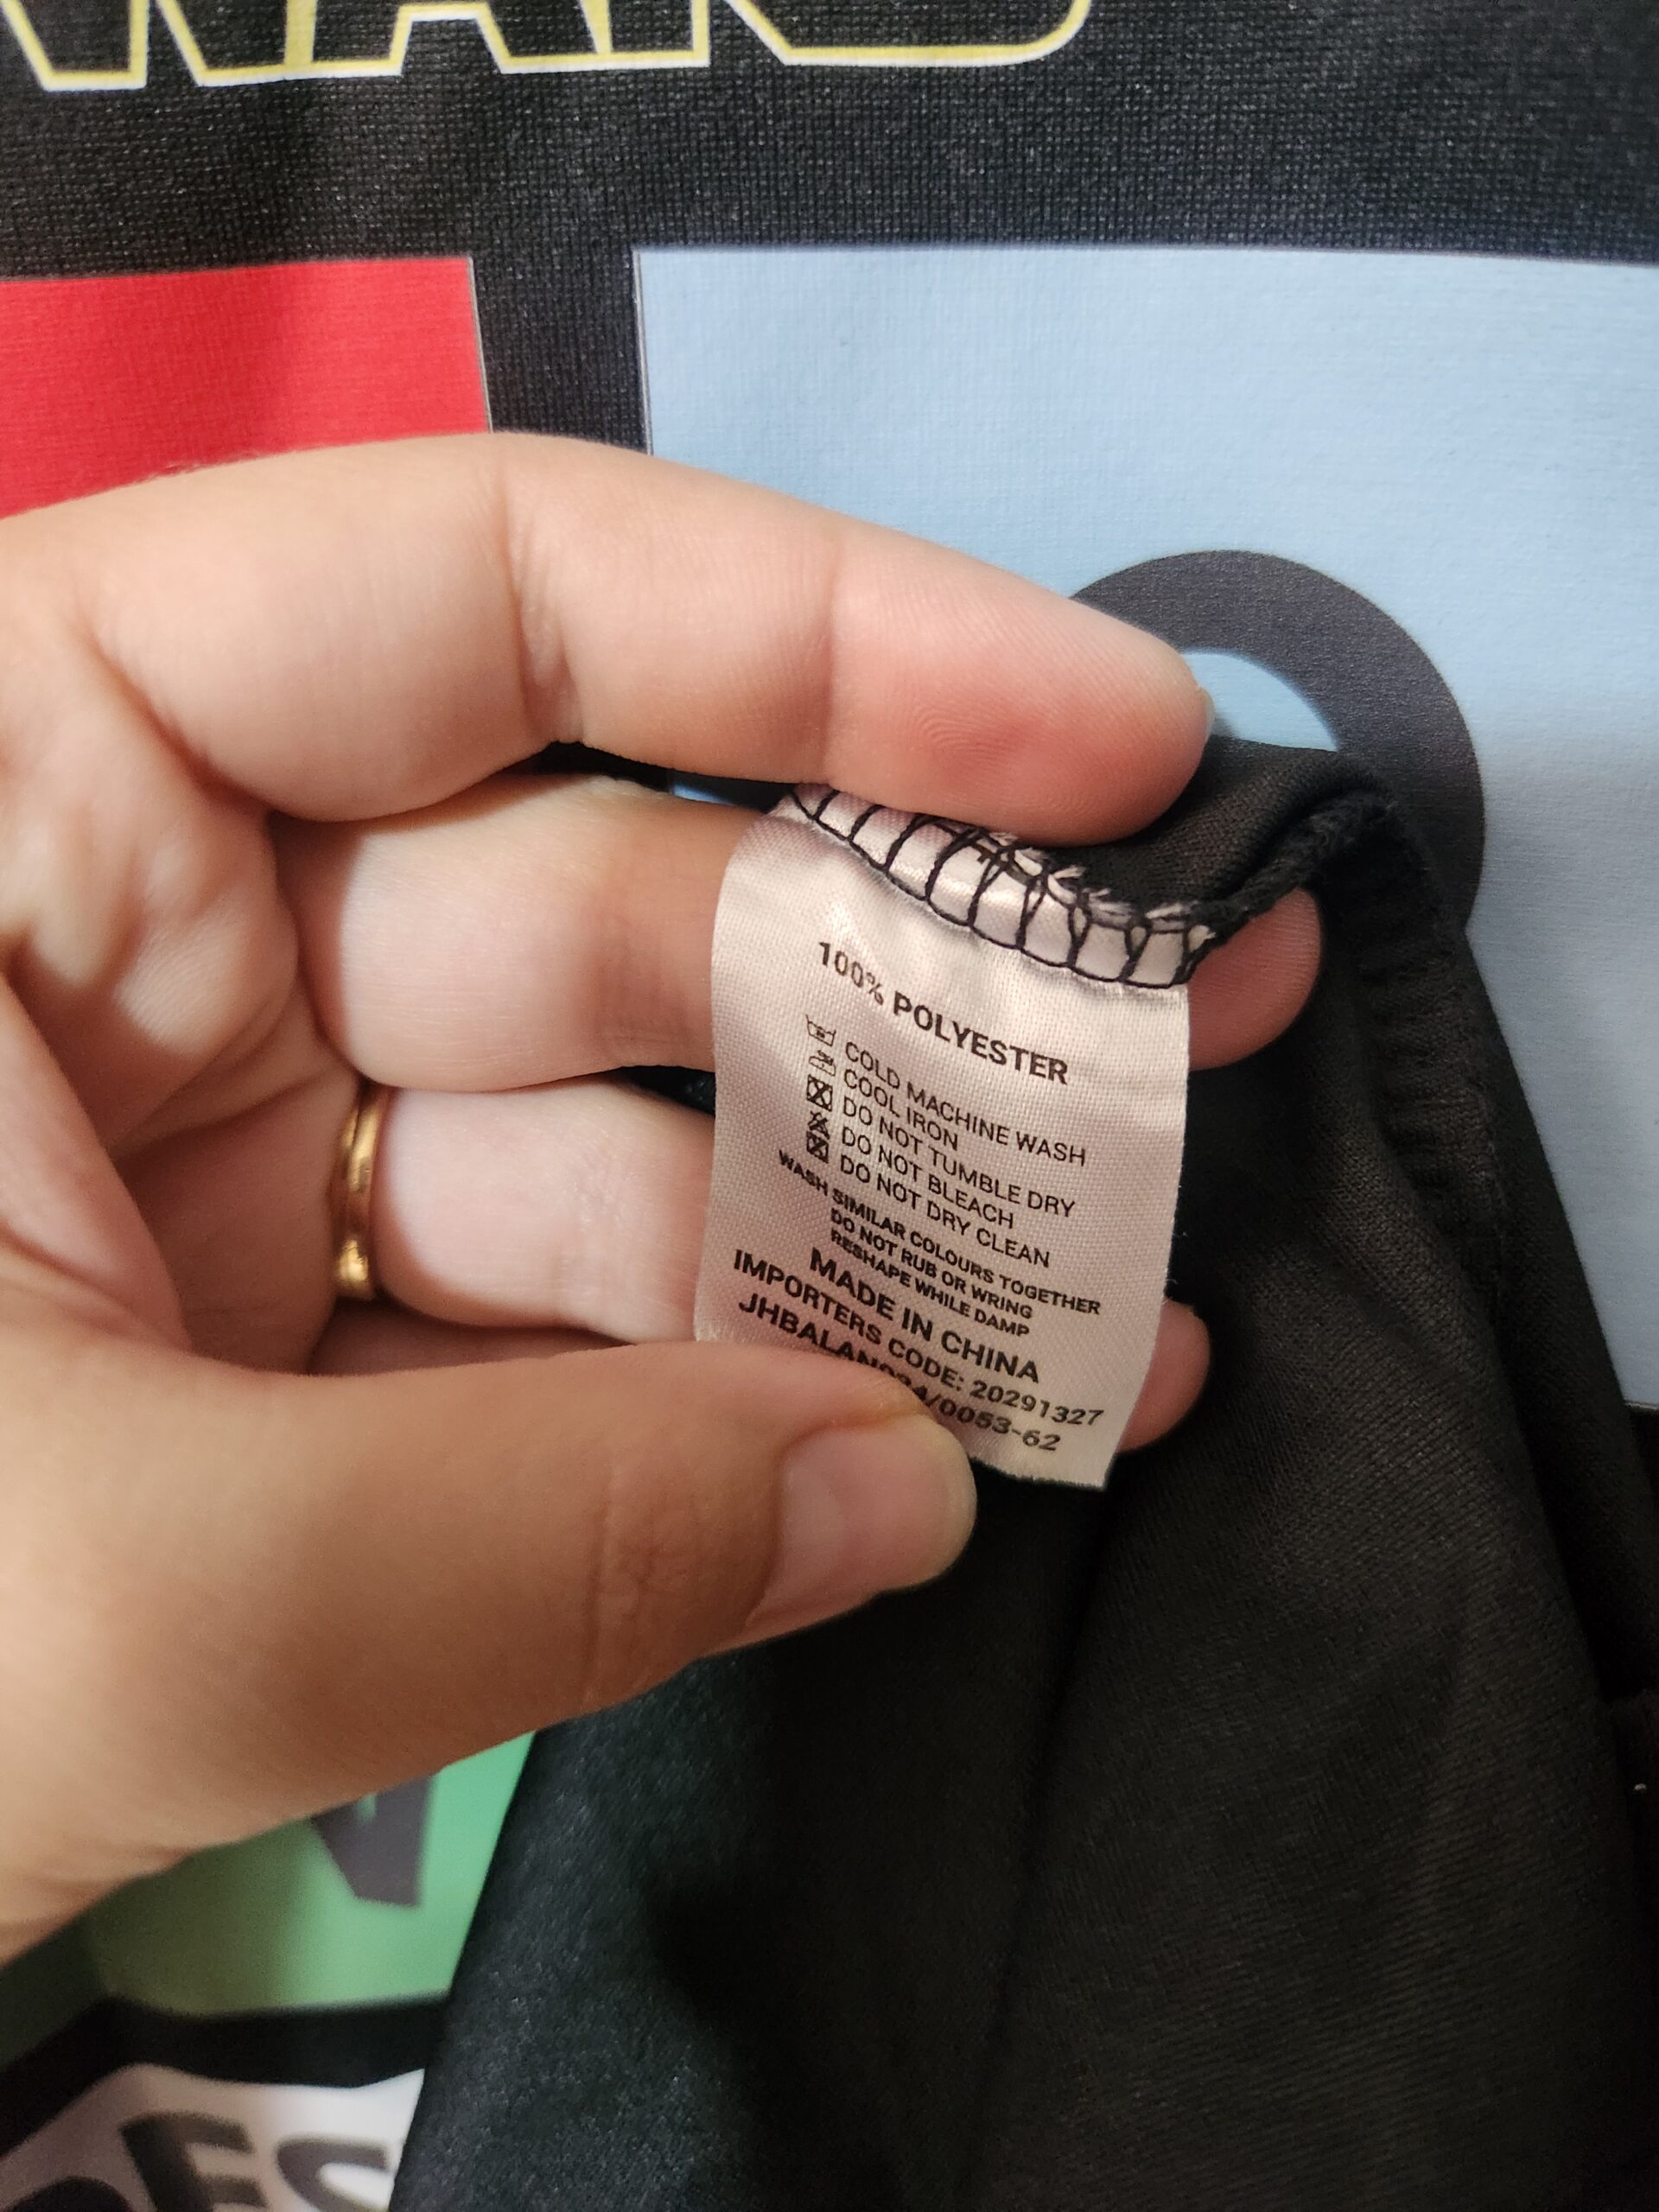 WARS
100% POLYESTER
COLD MACHINE WASH
COOL IRON
DO NOT TUMBLE DRY
DO NOT BLEACH
DO NOT DRY CLEAN
WASH SIMILAR COLOURS TOGETHER
DO NOT RUB OR WRING
RESHAPE WHILE DAMP
MADE IN CHINA
IMPORTERS CODE: 20291327